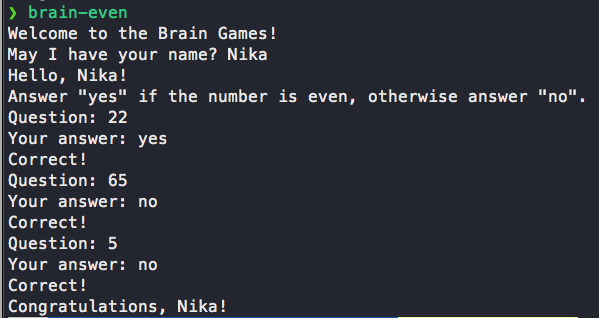 ❯ brain-even
Welcome to the Brain Games!
May I have your name? Nika
Hello, Nika!
Answer "yes" if the number is even, otherwise answer "no".
Question: 22
Your answer: yes
Correct!
Question: 65
Your answer: no
Correct!
Question: 5
Your answer: no
Correct!
Congratulations, Nika!